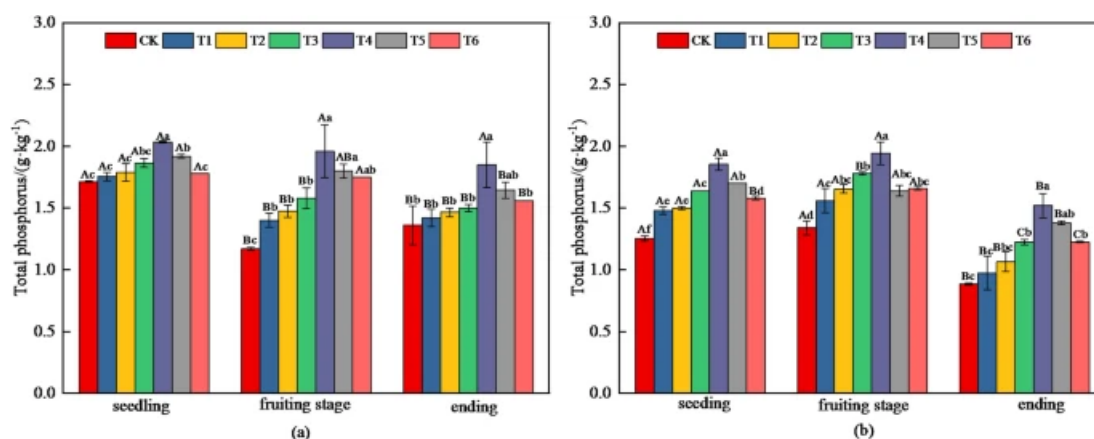 3.0
CK T1 T2 T3 T4 T5 T6
2.5
2.0
1.5
1.0
0.5
0.0
Total phosphorus/(g·kg⁻¹)
Ac Ac Ac Abc Aa Ab Ac
Bc Bb Bb Bb Aa ABa Aab
Bb Bb Bb Bb Aa Bab Bb
seedling fruiting stage ending
(a)
3.0
CK T1 T2 T3 T4 T5 T6
2.5
2.0
1.5
1.0
0.5
0.0
Total phosphorus/(g·kg⁻¹)
Af Ac Aa Ab Bd
Ad Ac Abc Bb Aa Abc Abc
Bc Bc Bbc Cb Ba Bab Cb
seedling fruiting stage ending
(b)